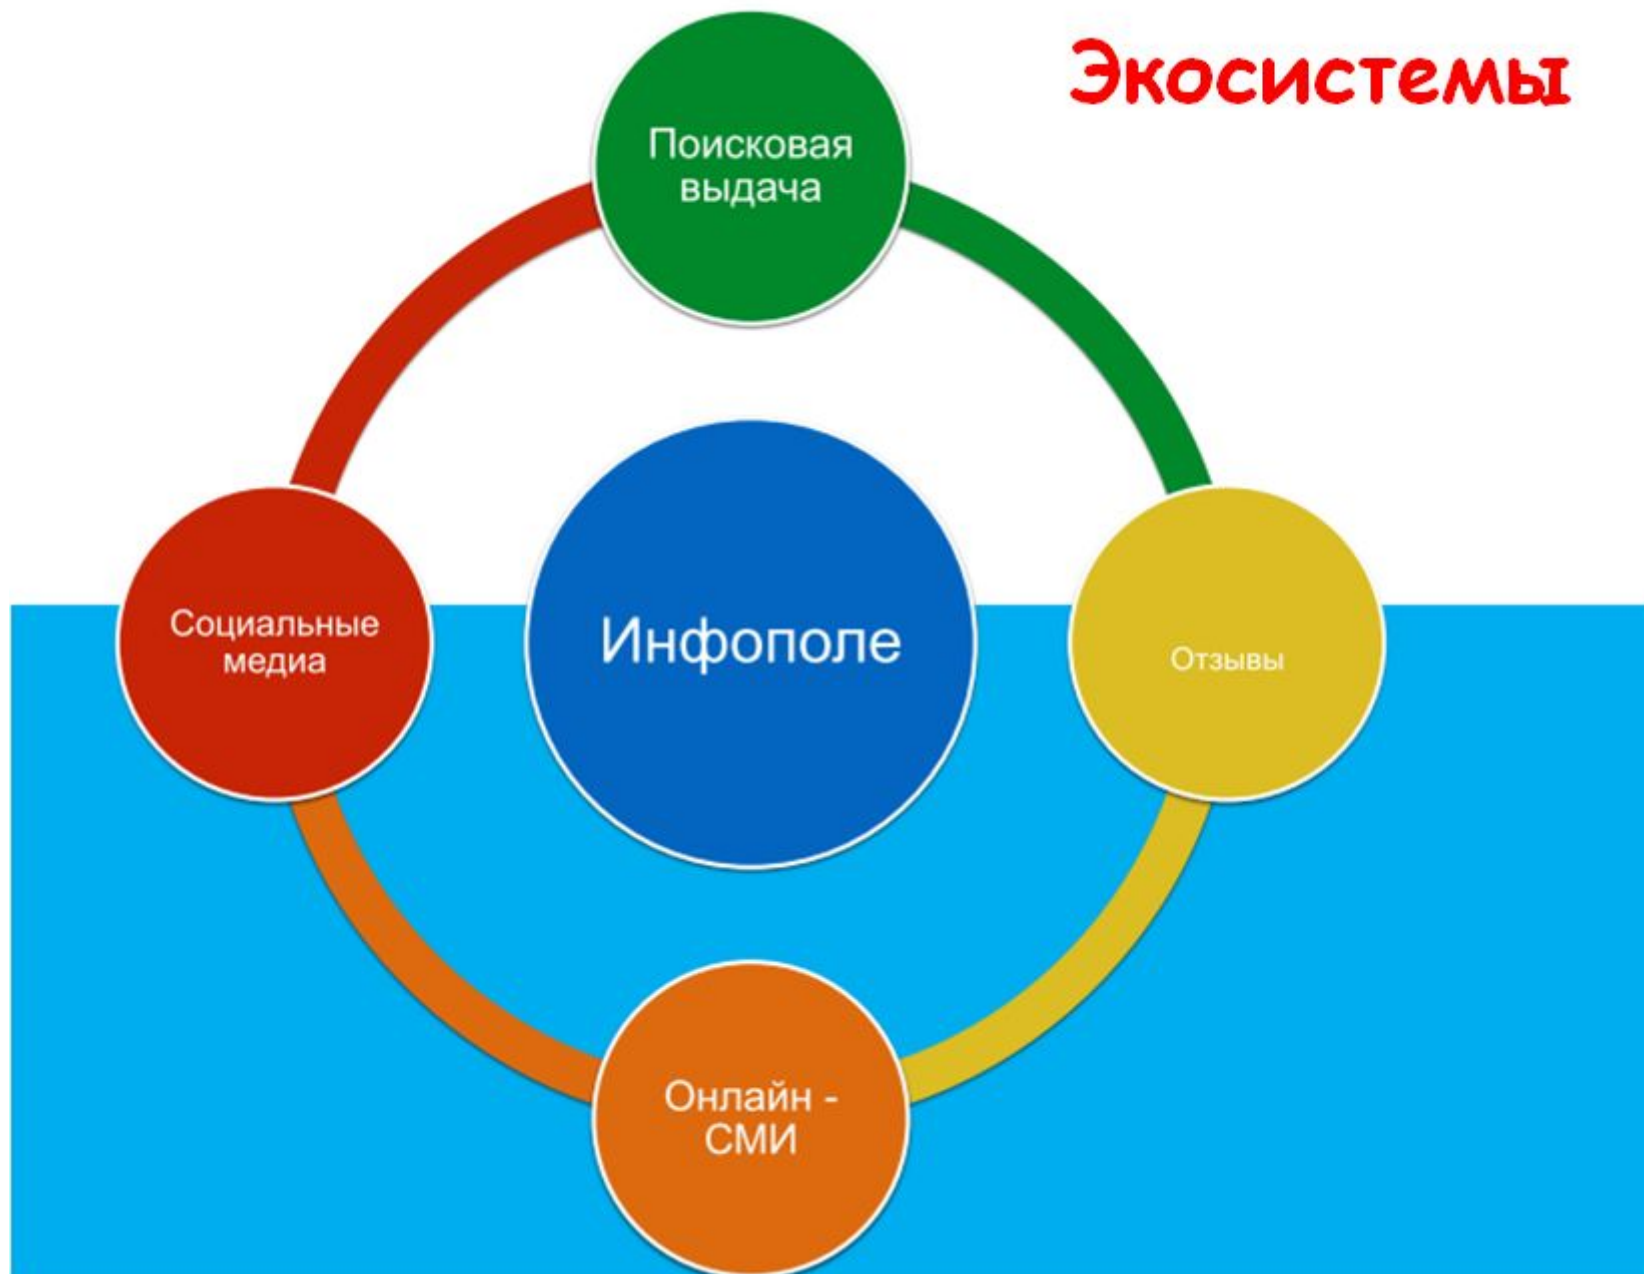 Экосистемы
Поисковая
выдача
Социальные
медиа
Инфополе
Отзывы
Онлайн -
СМИ